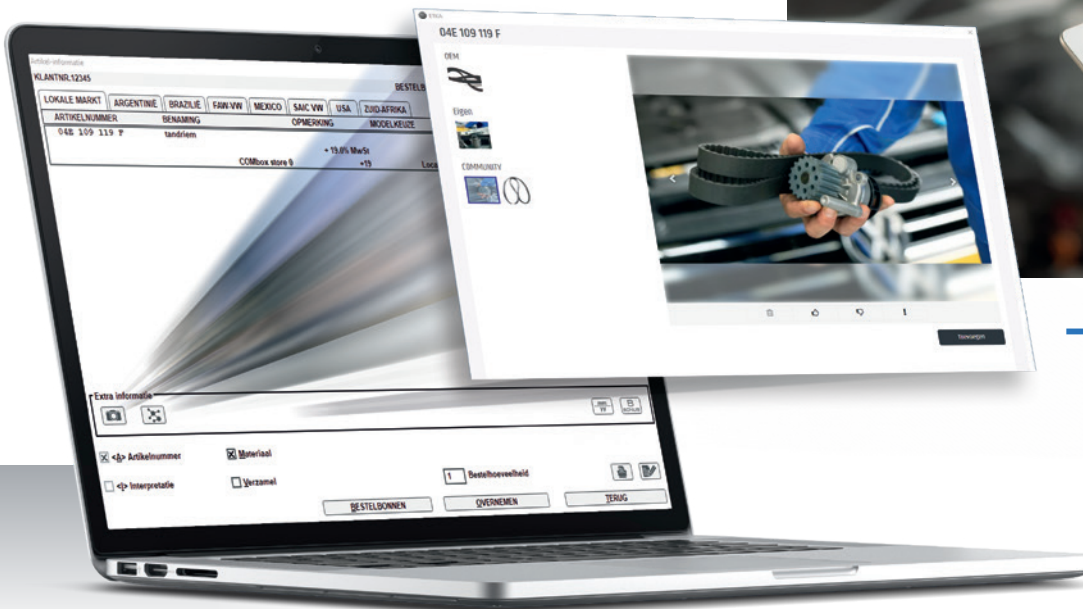 Artikel-informatie
KLANTNR.12345
BESTELB
LOKALE MARKT ARGENTINIË BRAZILIË FAW-VW MEXICO SAIC VW USA ZUID-AFRIKA
ARTIKELNUMMER BENAMING OPMERKING MODELKEUZE
04E 109 119 F tandriem
+ 19.0% MwSt
COMbox store 0 +19 Loca
Extra informatie
<A> Artikelnummer Materiaal
<I> Interpretatie Verzamel
1 Bestelhoeveelheid
BESTELBONNEN OVERNEMEN TERUG
04E 109 119 F
OEM
Eigen
COMMUNITY
Toevoegen